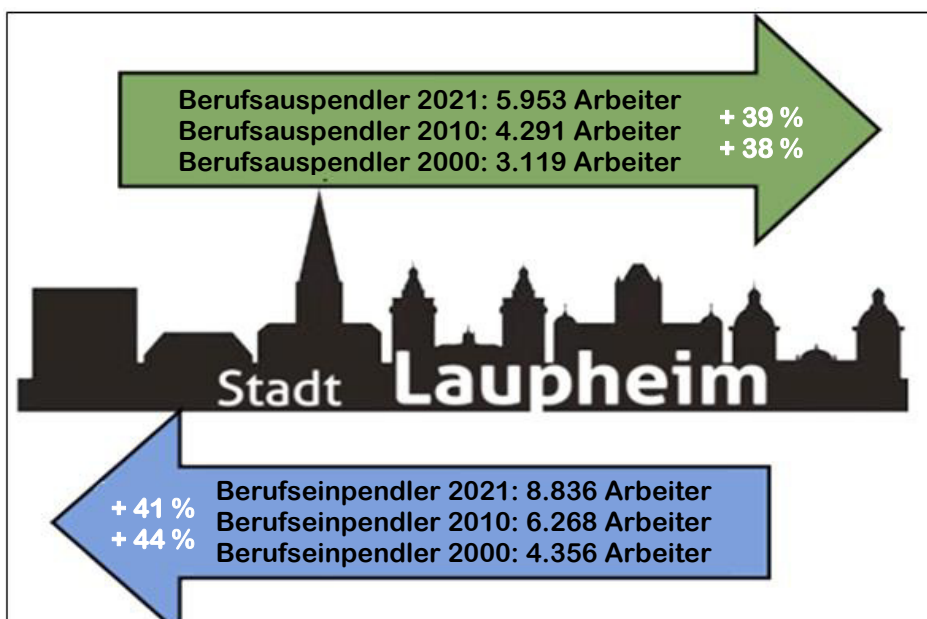 Berufsauspendler 2021: 5.953 Arbeiter
Berufsauspendler 2010: 4.291 Arbeiter
Berufsauspendler 2000: 3.119 Arbeiter
+ 39 %
+ 38 %
Stadt Laupheim
+ 41 %
+ 44 %
Berufseinpendler 2021: 8.836 Arbeiter
Berufseinpendler 2010: 6.268 Arbeiter
Berufseinpendler 2000: 4.356 Arbeiter